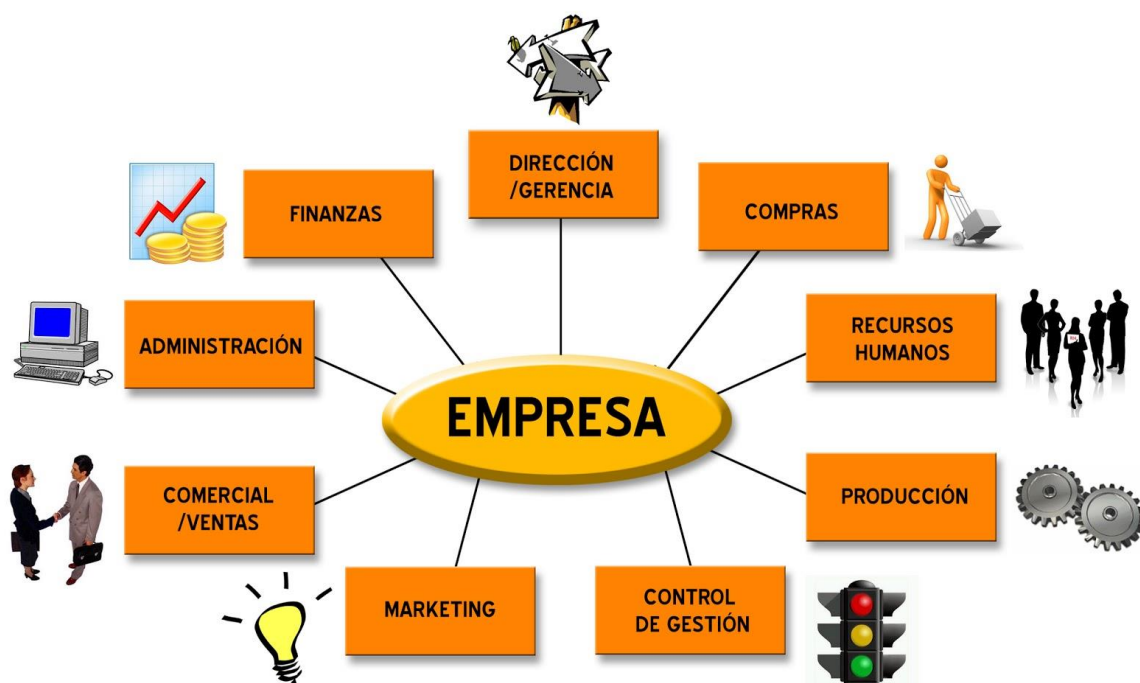 DIRECCIÓN
/GERENCIA
FINANZAS
COMPRAS
ADMINISTRACIÓN
RECURSOS
HUMANOS
EMPRESA
COMERCIAL
/VENTAS
PRODUCCIÓN
MARKETING
CONTROL
DE GESTIÓN